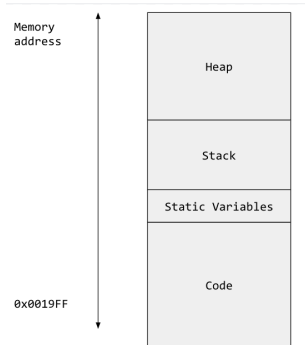 Memory
address
Heap
Stack
Static Variables
Code
0x0019FF